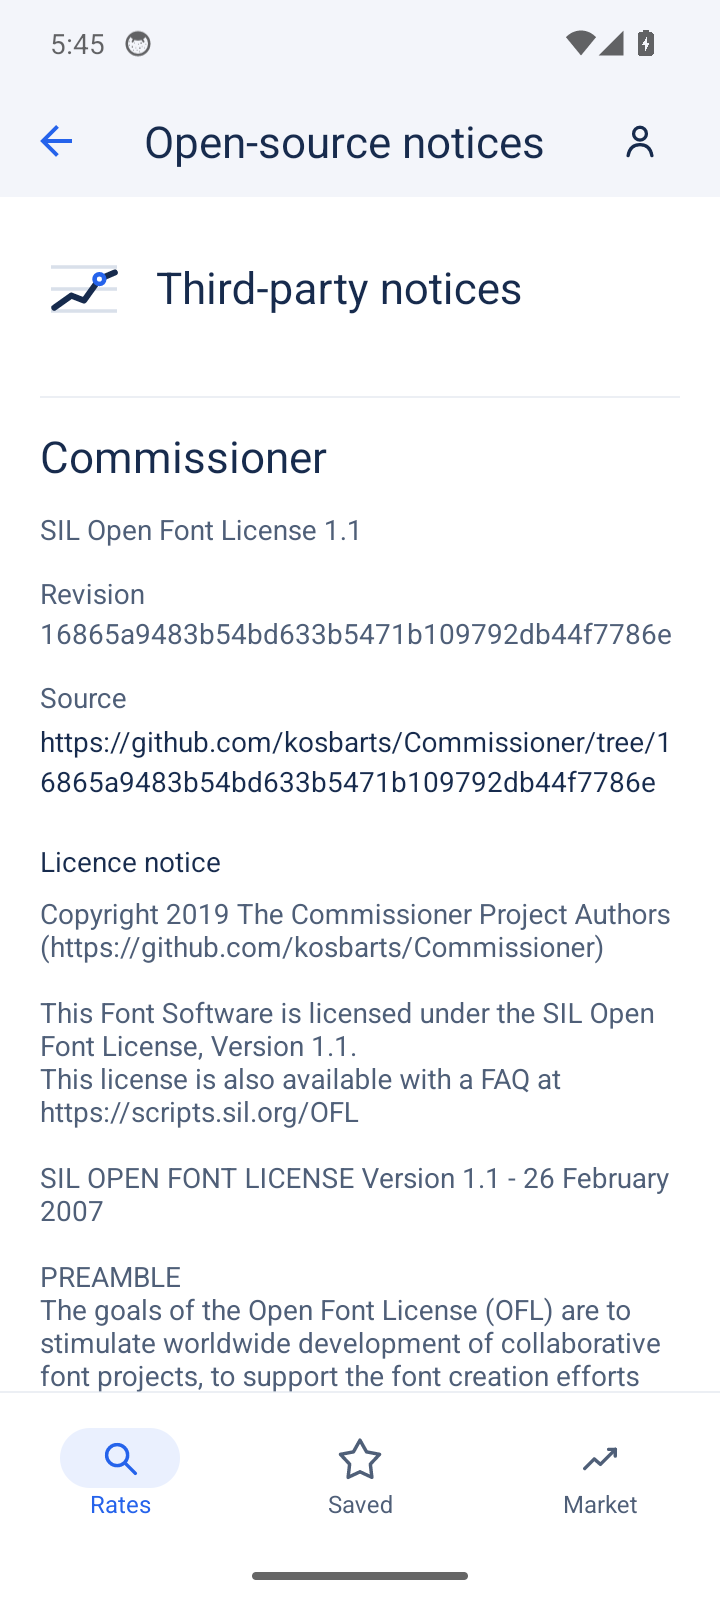 5:45
Open-source notices
Third-party notices
Commissioner
SIL Open Font License 1.1
Revision
16865a9483b54bd633b5471b109792db44f7786e
Source
https://github.com/kosbarts/Commissioner/tree/1
6865a9483b54bd633b5471b109792db44f7786e
Licence notice
Copyright 2019 The Commissioner Project Authors
(https://github.com/kosbarts/Commissioner)
This Font Software is licensed under the SIL Open
Font License, Version 1.1.
This license is also available with a FAQ at
https://scripts.sil.org/OFL
SIL OPEN FONT LICENSE Version 1.1 - 26 February
2007
PREAMBLE
The goals of the Open Font License (OFL) are to
stimulate worldwide development of collaborative
font projects, to support the font creation efforts
Rates
Saved
Market